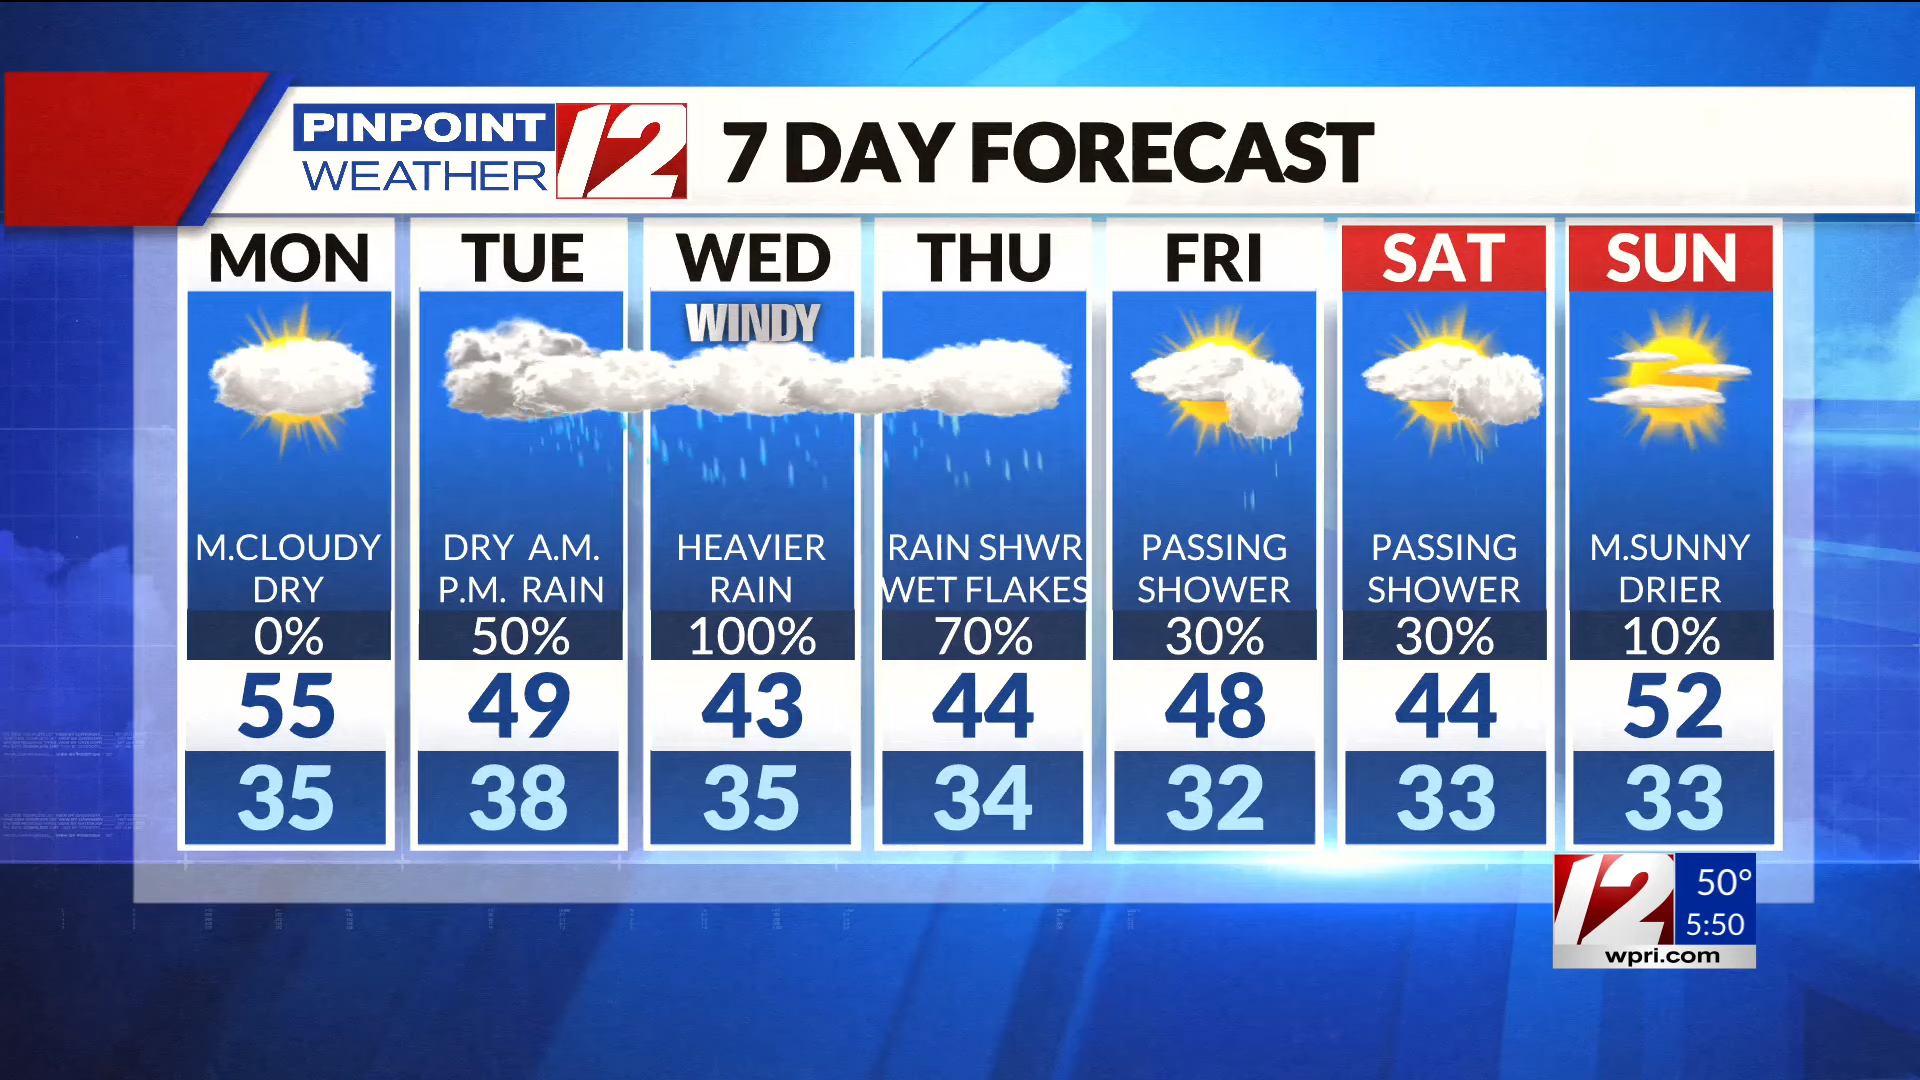 PINPOINT
WEATHER
12
7 DAY FORECAST
MON
M.CLOUDY
DRY
0%
55
35
TUE
DRY A.M.
P.M. RAIN
50%
49
38
WED
WINDY
HEAVIER
RAIN
100%
43
35
THU
RAIN SHWR
WET FLAKES
70%
44
34
FRI
PASSING
SHOWER
30%
48
32
SAT
PASSING
SHOWER
30%
44
33
SUN
M.SUNNY
DRIER
10%
52
33
12
50°
5:50
wpri.com